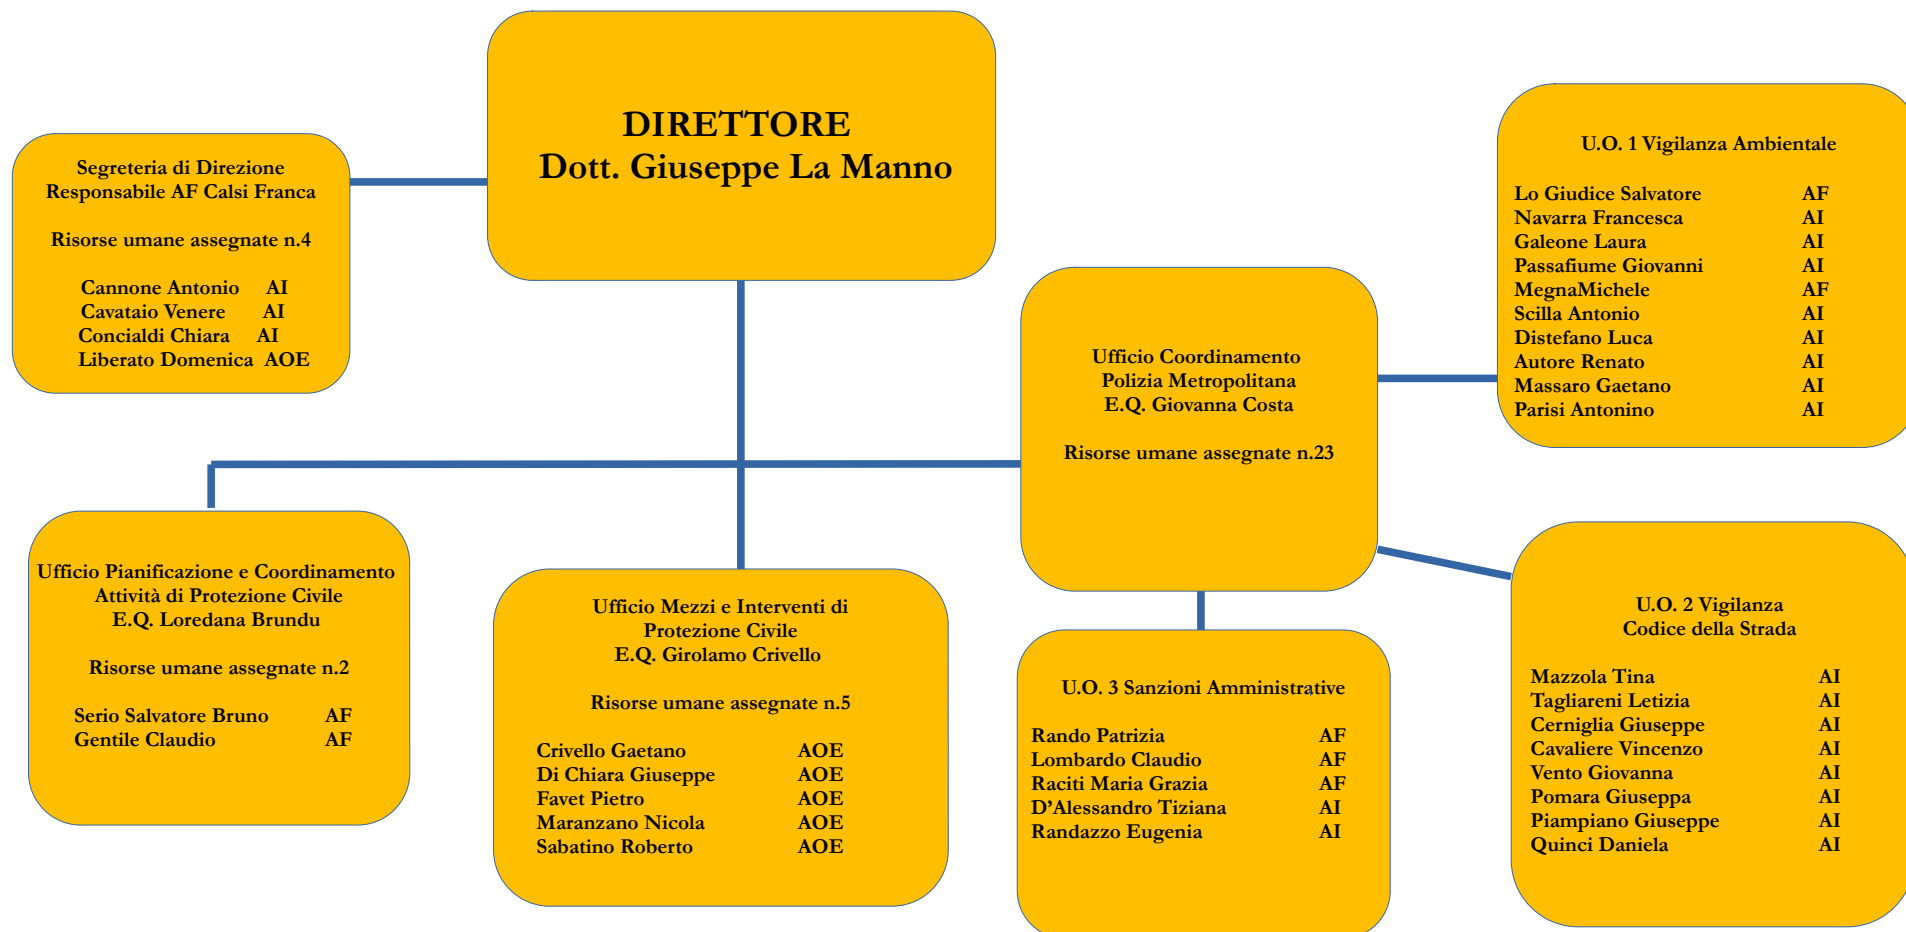 DIRETTORE
Dott. Giuseppe La Manno
Segreteria di Direzione
Responsabile AF Calsi Franca
Risorse umane assegnate n.4
Cannone Antonio AI
Cavataio Venere AI
Concialdi Chiara AI
Liberato Domenica AOE
Ufficio Coordinamento
Polizia Metropolitana
E.Q. Giovanna Costa
Risorse umane assegnate n.23
U.O. 1 Vigilanza Ambientale
Lo Giudice Salvatore AF
Navarra Francesca AI
Galeone Laura AI
Passafiume Giovanni AI
MegnaMichele AF
Scilla Antonio AI
Distefano Luca AI
Autore Renato AI
Massaro Gaetano AI
Parisi Antonino AI
Ufficio Pianificazione e Coordinamento
Attività di Protezione Civile
E.Q. Loredana Brundu
Risorse umane assegnate n.2
Serio Salvatore Bruno AF
Gentile Claudio AF
Ufficio Mezzi e Interventi di
Protezione Civile
E.Q. Girolamo Crivello
Risorse umane assegnate n.5
Crivello Gaetano AOE
Di Chiara Giuseppe AOE
Favet Pietro AOE
Maranzano Nicola AOE
Sabatino Roberto AOE
U.O. 3 Sanzioni Amministrative
Rando Patrizia AF
Lombardo Claudio AF
Raciti Maria Grazia AF
D’Alessandro Tiziana AI
Randazzo Eugenia AI
U.O. 2 Vigilanza
Codice della Strada
Mazzola Tina AI
Tagliareni Letizia AI
Cerniglia Giuseppe AI
Cavaliere Vincenzo AI
Vento Giovanna AI
Pomara Giuseppa AI
Piampiano Giuseppe AI
Quinci Daniela AI